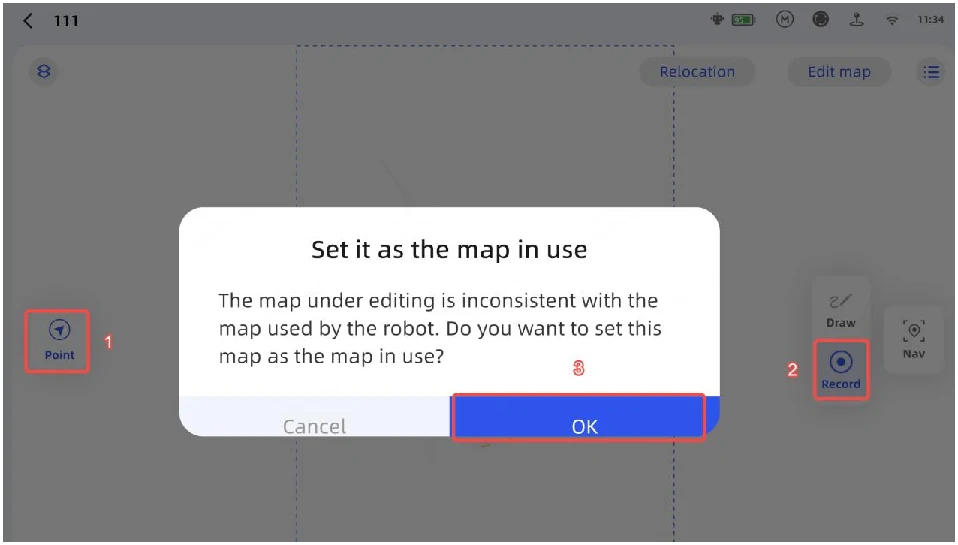 111
M
11:34
Relocation
Edit map
Set it as the map in use
The map under editing is inconsistent with the
map used by the robot. Do you want to set this
map as the map in use?
3
Cancel
OK
Point
1
Draw
2
Record
Nav